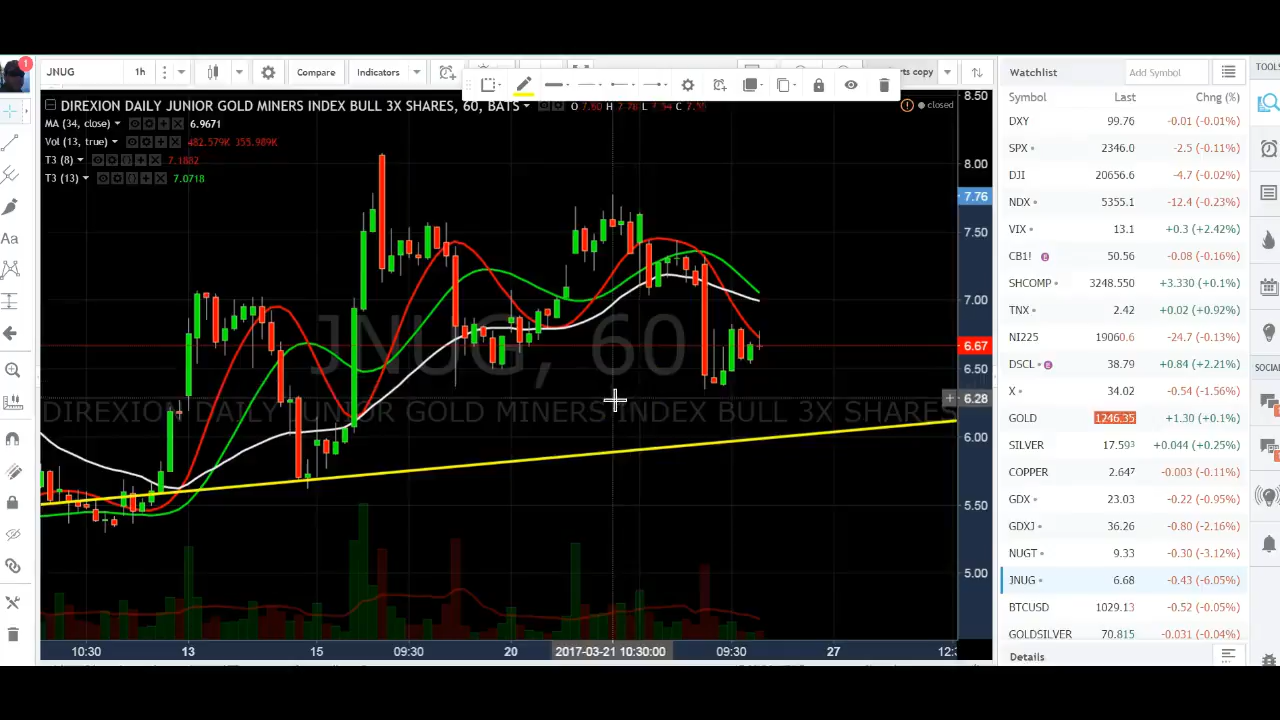 1
JNUG 1h Compare Indicators rts copy
DIREXION DAILY JUNIOR GOLD MINERS INDEX BULL 3X SHARES, 60, BATS
closed
MA (34, close) 6.9671
Vol (13, true) 482.579K 355.989K
T3 (8) 7.1882
T3 (13) 7.0718
Aa
JNUG, 60
DIREXION DAILY JUNIOR GOLD MINERS INDEX BULL 3X SHARES
8.50
8.00
7.76
7.50
7.00
6.67
6.50
6.28
6.00
5.50
5.00
10:30 13 15 09:30 20 2017-03-21 10:30:00 09:30 27
Watchlist Add Symbol
Symbol Last Chng (%)
DXY 99.76 -0.01 (-0.01%)
SPX 2346.0 -2.5 (-0.11%)
DJI 20656.6 -4.7 (-0.02%)
NDX 5355.1 -12.4 (-0.23%)
VIX 13.1 +0.3 (+2.42%)
CB1! 50.56 -0.08 (-0.16%)
SHCOMP 3248.550 +3.330 (+0.1%)
TNX 2.42 +0.02 (+0.92%)
NI225 19060.6 -24.7 (-0.13%)
DSCL 38.79 +0.84 (+2.21%)
X 34.02 -0.54 (-1.56%)
GOLD 1246.35 +1.30 (+0.1%)
SILVER +0.044 (+0.25%)
COPPER 2.647 -0.003 (-0.11%)
GDX 23.03 -0.22 (-0.95%)
GDXJ 36.26 -0.80 (-2.16%)
NUGT 9.33 -0.30 (-3.12%)
JNUG 6.68 -0.43 (-6.05%)
BTCUSD 1029.13 -0.52 (-0.05%)
GOLDSILVER 70.815 -0.031 (-0.04%)
Details
TOOLS
SOCIAL